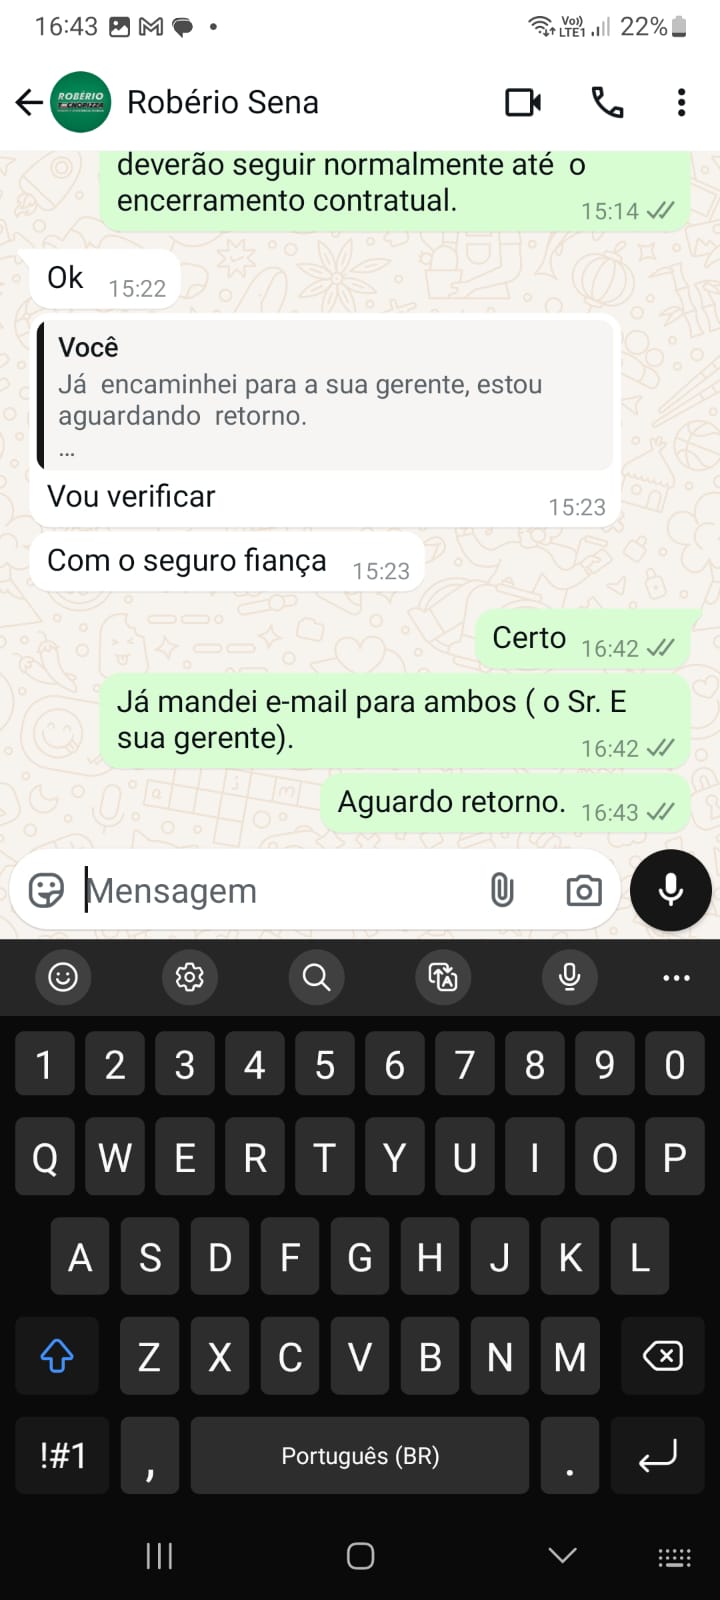 16:43
Vo))
LTE1
22%
ROBÉRIO
Robério Sena
deverão seguir normalmente até o
encerramento contratual.
15:14
Ok
15:22
Você
Já encaminhei para a sua gerente, estou
aguardando retorno.
...
Vou verificar
15:23
Com o seguro fiança
15:23
Certo
16:42
Já mandei e-mail para ambos ( o Sr. E
sua gerente).
16:42
Aguardo retorno.
16:43
Mensagem
1 2 3 4 5 6 7 8 9 0
Q W E R T Y U I O P
A S D F G H J K L
Z X C V B N M
!#1 , Português (BR) .